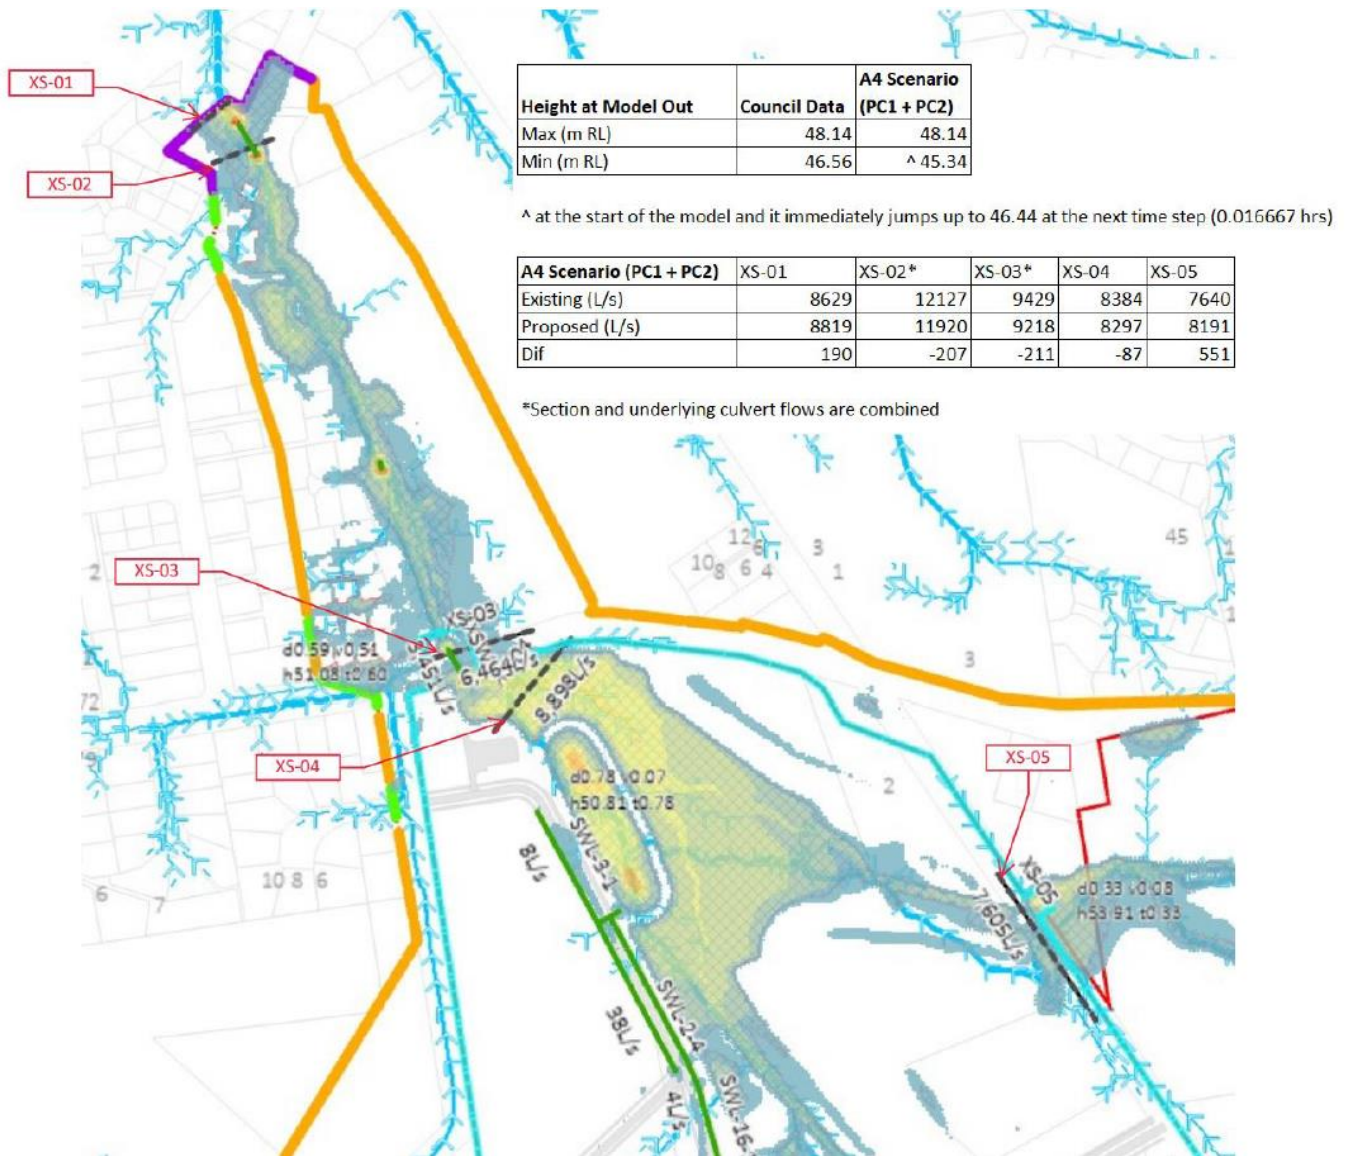 XS-01
XS-02
Height at Model Out | Council Data | A4 Scenario (PC1 + PC2)
Max (m RL) | 48.14 | 48.14
Min (m RL) | 46.56 | ^ 45.34
^ at the start of the model and it immediately jumps up to 46.44 at the next time step (0.016667 hrs)
A4 Scenario (PC1 + PC2) | XS-01 | XS-02* | XS-03* | XS-04 | XS-05
Existing (L/s) | 8629 | 12127 | 9429 | 8384 | 7640
Proposed (L/s) | 8819 | 11920 | 9218 | 8297 | 8191
Dif | 190 | -207 | -211 | -87 | 551
*Section and underlying culvert flows are combined
45
12
6
3
10
8 6 4
1
2
XS-03
XS-03
d0.59 v0.51
h51.08 t0.60
8,898L/s
3
72
XS-04
XS-05
d0.78 v0.07
h50.81 t0.78
2
SWL-3-1
8L/s
10 8 6
6
7
XS-05
7,605L/s
d0.33 v0.08
h53.91 t0.33
SWL-2-4
38L/s
4L/s
SWL-16-